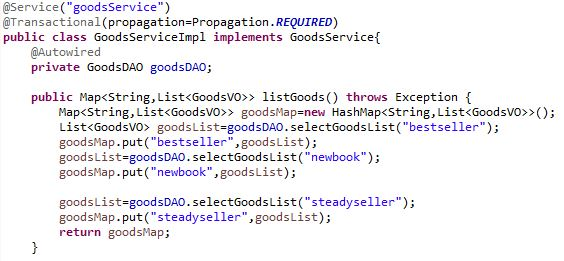 @Service("goodsService")
@Transactional(propagation=Propagation.REQUIRED)
public class GoodsServiceImpl implements GoodsService{
    @Autowired
    private GoodsDAO goodsDAO;

    public Map<String,List<GoodsVO>> listGoods() throws Exception {
        Map<String,List<GoodsVO>> goodsMap=new HashMap<String,List<GoodsVO>>();
        List<GoodsVO> goodsList=goodsDAO.selectGoodsList("bestseller");
        goodsMap.put("bestseller",goodsList);
        goodsList=goodsDAO.selectGoodsList("newbook");
        goodsMap.put("newbook",goodsList);

        goodsList=goodsDAO.selectGoodsList("steadyseller");
        goodsMap.put("steadyseller",goodsList);
        return goodsMap;
    }